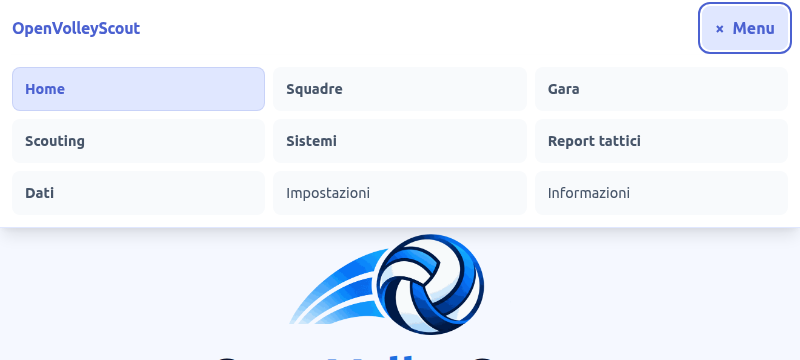 OpenVolleyScout
× Menu
Home
Squadre
Gara
Scouting
Sistemi
Report tattici
Dati
Impostazioni
Informazioni